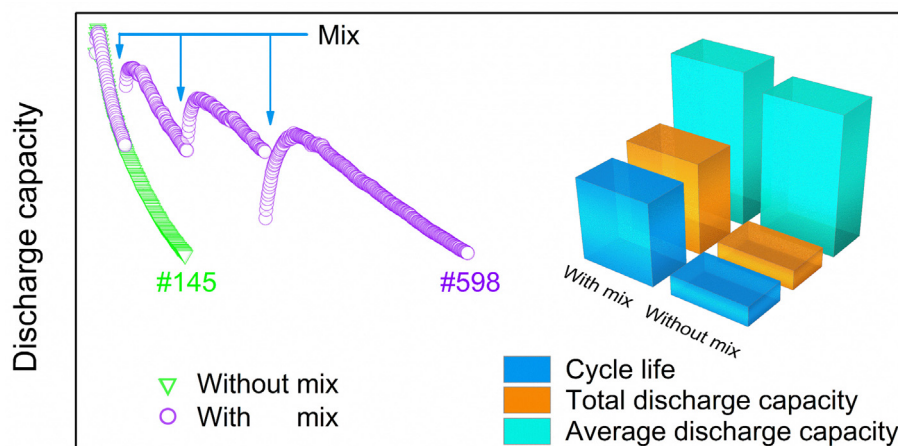 Discharge capacity
Mix
#145
#598
Without mix
With mix
With mix
Without mix
Cycle life
Total discharge capacity
Average discharge capacity